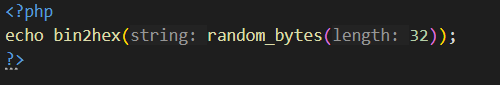 <?php
echo bin2hex(string: random_bytes(length: 32));
?>